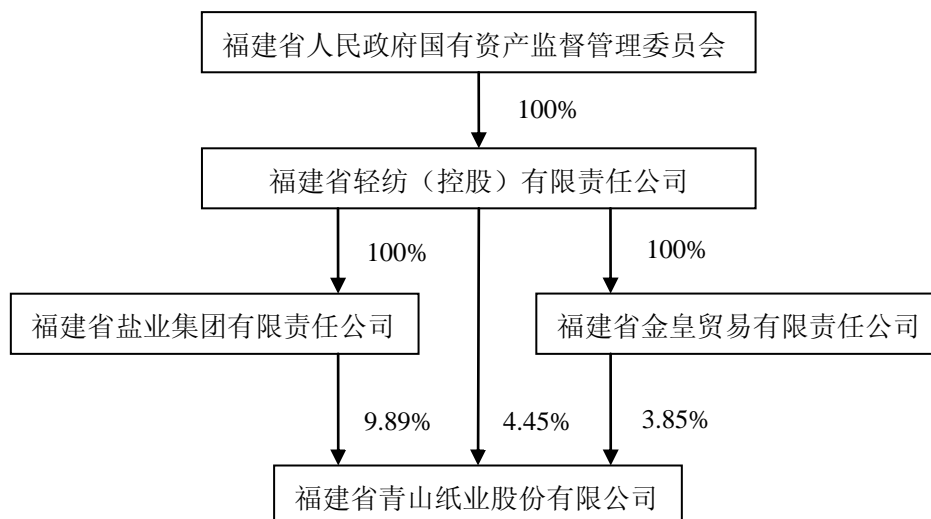 福建省人民政府国有资产监督管理委员会
100%
福建省轻纺（控股）有限责任公司
100%
100%
福建省盐业集团有限责任公司
福建省金皇贸易有限责任公司
9.89%
4.45%
3.85%
福建省青山纸业股份有限公司